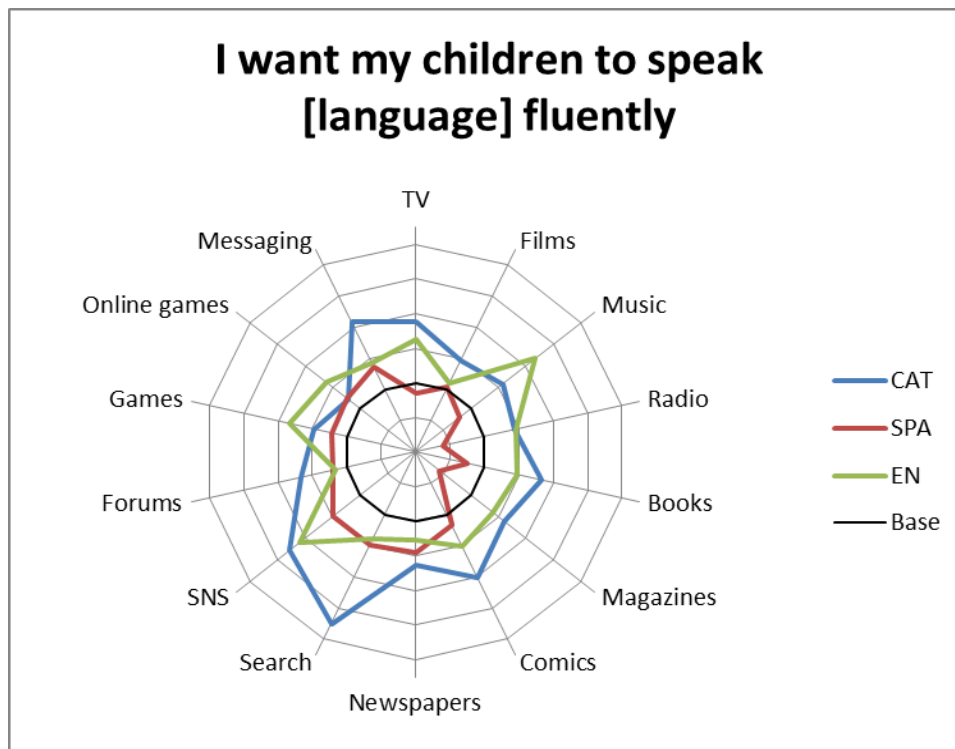 I want my children to speak
[language] fluently
TV
Films
Music
Radio
Books
Magazines
Comics
Newspapers
Search
SNS
Forums
Games
Online games
Messaging
CAT
SPA
EN
Base